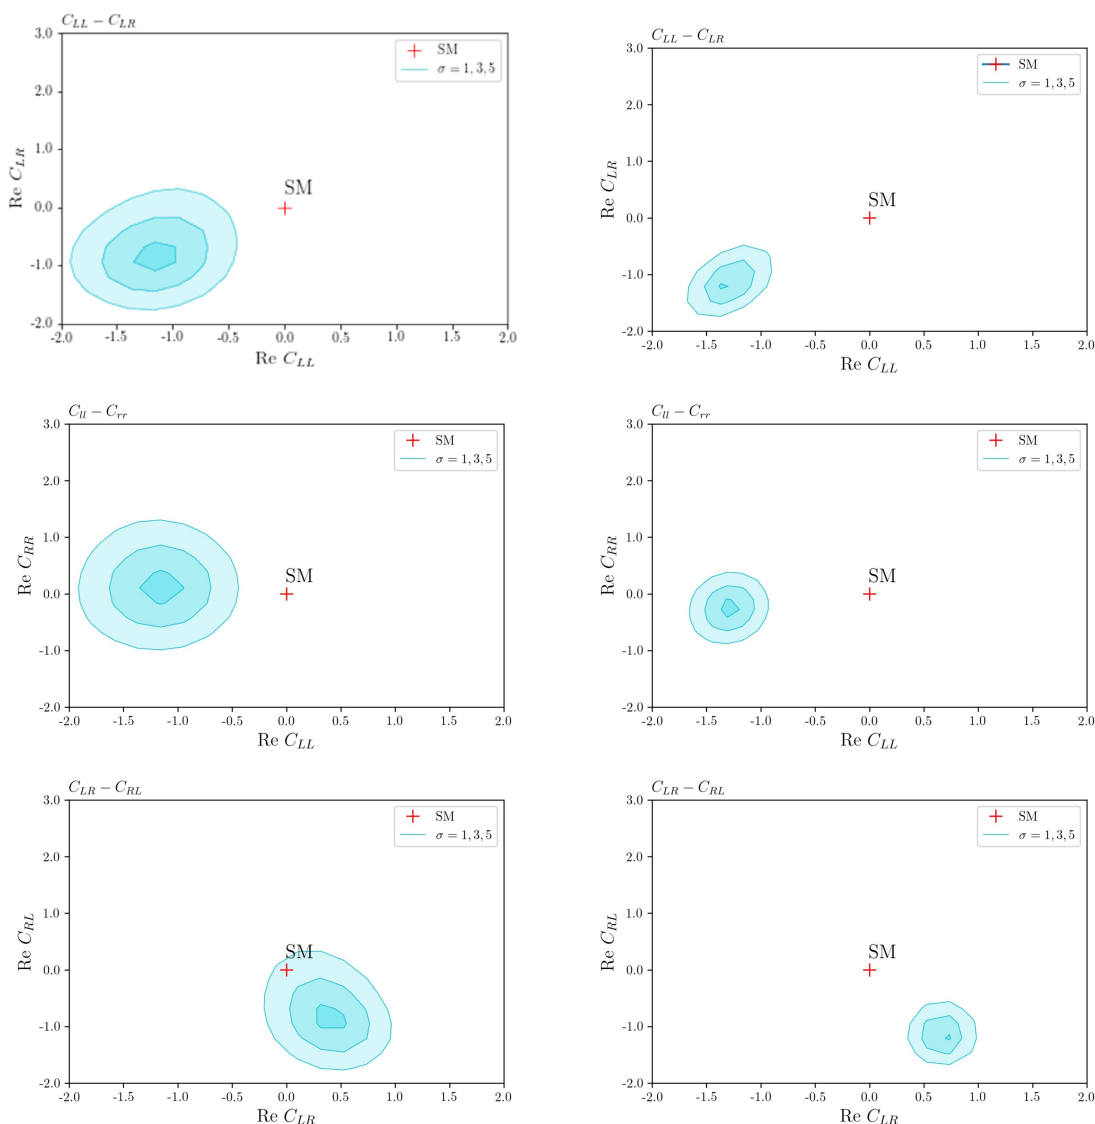 C_{LL} − C_{LR}
3.0
SM
σ = 1, 3, 5
2.0
1.0
Re C_{LR}
SM
0.0
-1.0
-2.0
-2.0 -1.5 -1.0 -0.5 0.0 0.5 1.0 1.5 2.0
Re C_{LL}
C_{LL} − C_{LR}
3.0
SM
σ = 1, 3, 5
2.0
1.0
Re C_{LR}
SM
0.0
-1.0
-2.0
-2.0 -1.5 -1.0 -0.5 0.0 0.5 1.0 1.5 2.0
Re C_{LL}
C_{ll} − C_{rr}
3.0
SM
σ = 1, 3, 5
2.0
1.0
Re C_{RR}
SM
0.0
-1.0
-2.0
-2.0 -1.5 -1.0 -0.5 0.0 0.5 1.0 1.5 2.0
Re C_{LL}
C_{ll} − C_{rr}
3.0
SM
σ = 1, 3, 5
2.0
1.0
Re C_{RR}
SM
0.0
-1.0
-2.0
-2.0 -1.5 -1.0 -0.5 0.0 0.5 1.0 1.5 2.0
Re C_{LL}
C_{LR} − C_{RL}
3.0
SM
σ = 1, 3, 5
2.0
1.0
Re C_{RL}
SM
0.0
-1.0
-2.0
-2.0 -1.5 -1.0 -0.5 0.0 0.5 1.0 1.5 2.0
Re C_{LR}
C_{LR} − C_{RL}
3.0
SM
σ = 1, 3, 5
2.0
1.0
Re C_{RL}
SM
0.0
-1.0
-2.0
-2.0 -1.5 -1.0 -0.5 0.0 0.5 1.0 1.5 2.0
Re C_{LR}